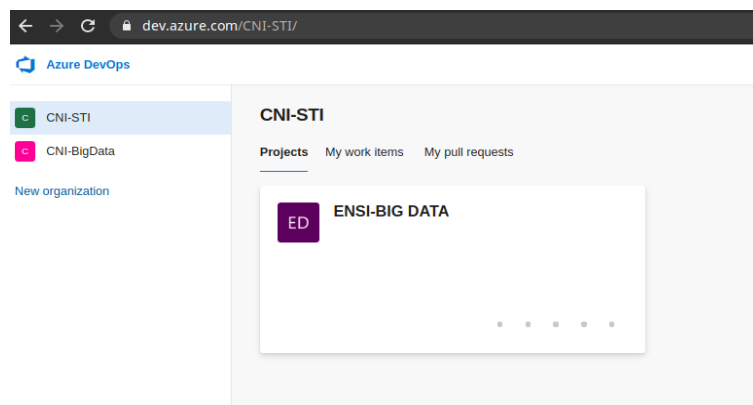 dev.azure.com/CNI-STI/
Azure DevOps
C CNI-STI
C CNI-BigData
New organization
CNI-STI
Projects My work items My pull requests
ED ENSI-BIG DATA